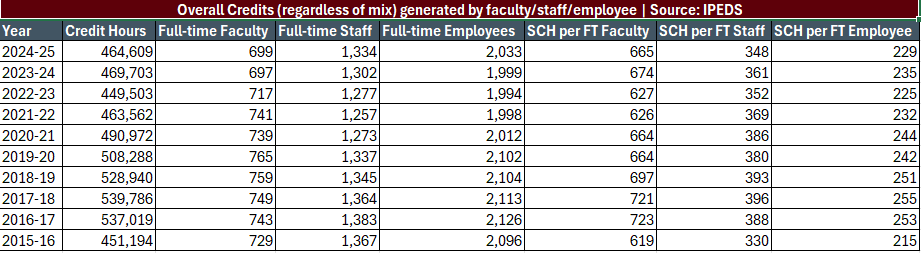 Overall Credits (regardless of mix) generated by faculty/staff/employee | Source: IPEDS
Year Credit Hours Full-time Faculty Full-time Staff Full-time Employees SCH per FT Faculty SCH per FT Staff SCH per FT Employee
2024-25 464,609 699 1,334 2,033 665 348 229
2023-24 469,703 697 1,302 1,999 674 361 235
2022-23 449,503 717 1,277 1,994 627 352 225
2021-22 463,562 741 1,257 1,998 626 369 232
2020-21 490,972 739 1,273 2,012 664 386 244
2019-20 508,288 765 1,337 2,102 664 380 242
2018-19 528,940 759 1,345 2,104 697 393 251
2017-18 539,786 749 1,364 2,113 721 396 255
2016-17 537,019 743 1,383 2,126 723 388 253
2015-16 451,194 729 1,367 2,096 619 330 215